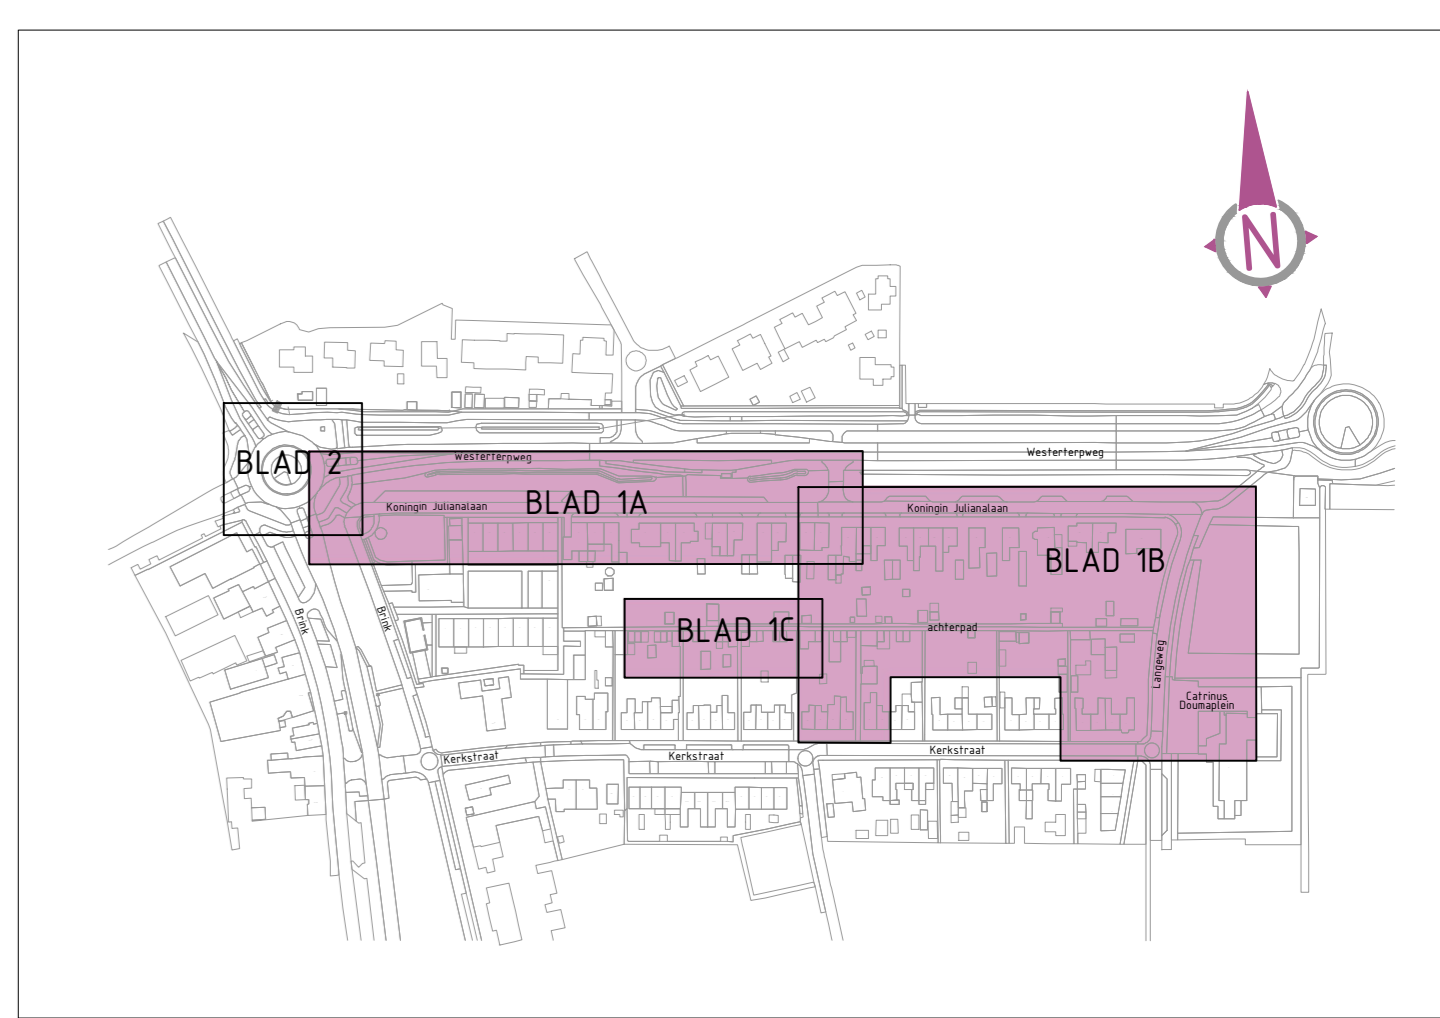 N
Westerterpweg
Westerterpweg
BLAD 2
BLAD 1A
Koningin Julianalaan
Koningin Julianalaan
BLAD 1B
Brink
Brink
BLAD 1C
achterpad
Langeweg
Catrinus
Doumaplein
Kerkstraat
Kerkstraat
Kerkstraat